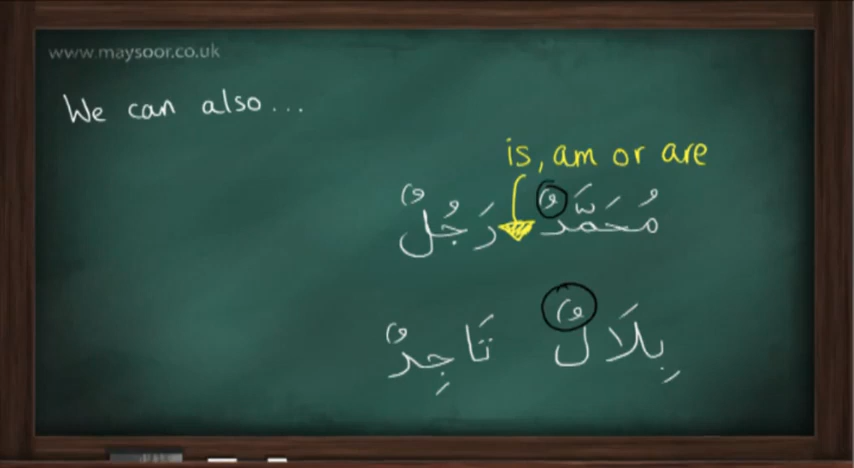 www.maysoor.co.uk
We can also...
is, am or are
مُحَمَّدٌ رَجُلٌ
بِلَالٌ تَاجِدٌ